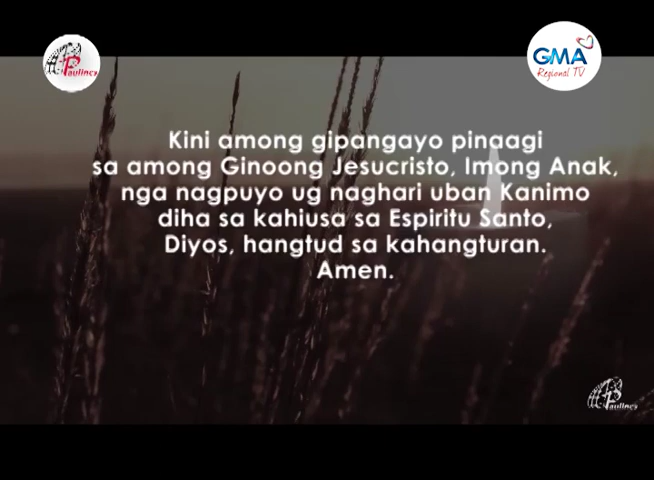 Paulines
GMA
Regional TV
Kini among gipangayo pinaagi
sa among Ginoong Jesucristo, Imong Anak,
nga nagpuyo ug naghari uban Kanimo
diha sa kahiusa sa Espiritu Santo,
Diyos, hangtud sa kahangturan.
Amen.
Paulines